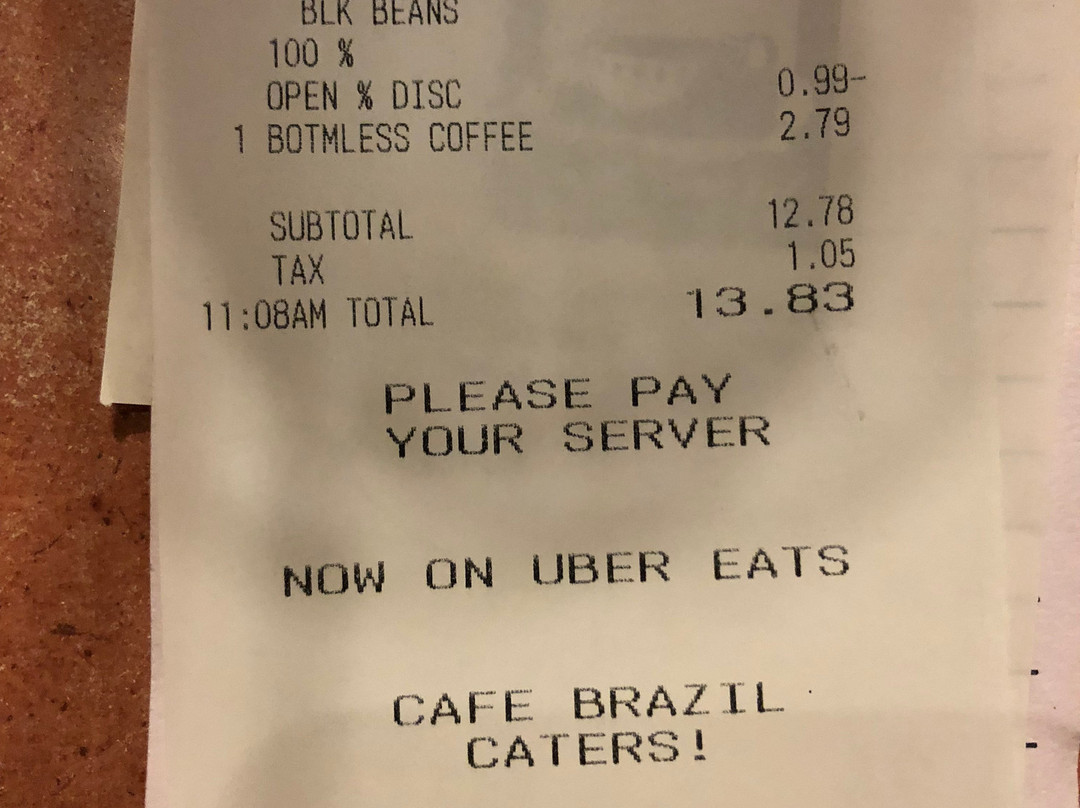 BLK BEANS
100 %
OPEN % DISC 0.99-
1 BOTMLESS COFFEE 2.79
SUBTOTAL 12.78
TAX 1.05
11:08AM TOTAL 13.83
PLEASE PAY
YOUR SERVER
NOW ON UBER EATS
CAFE BRAZIL
CATERS!